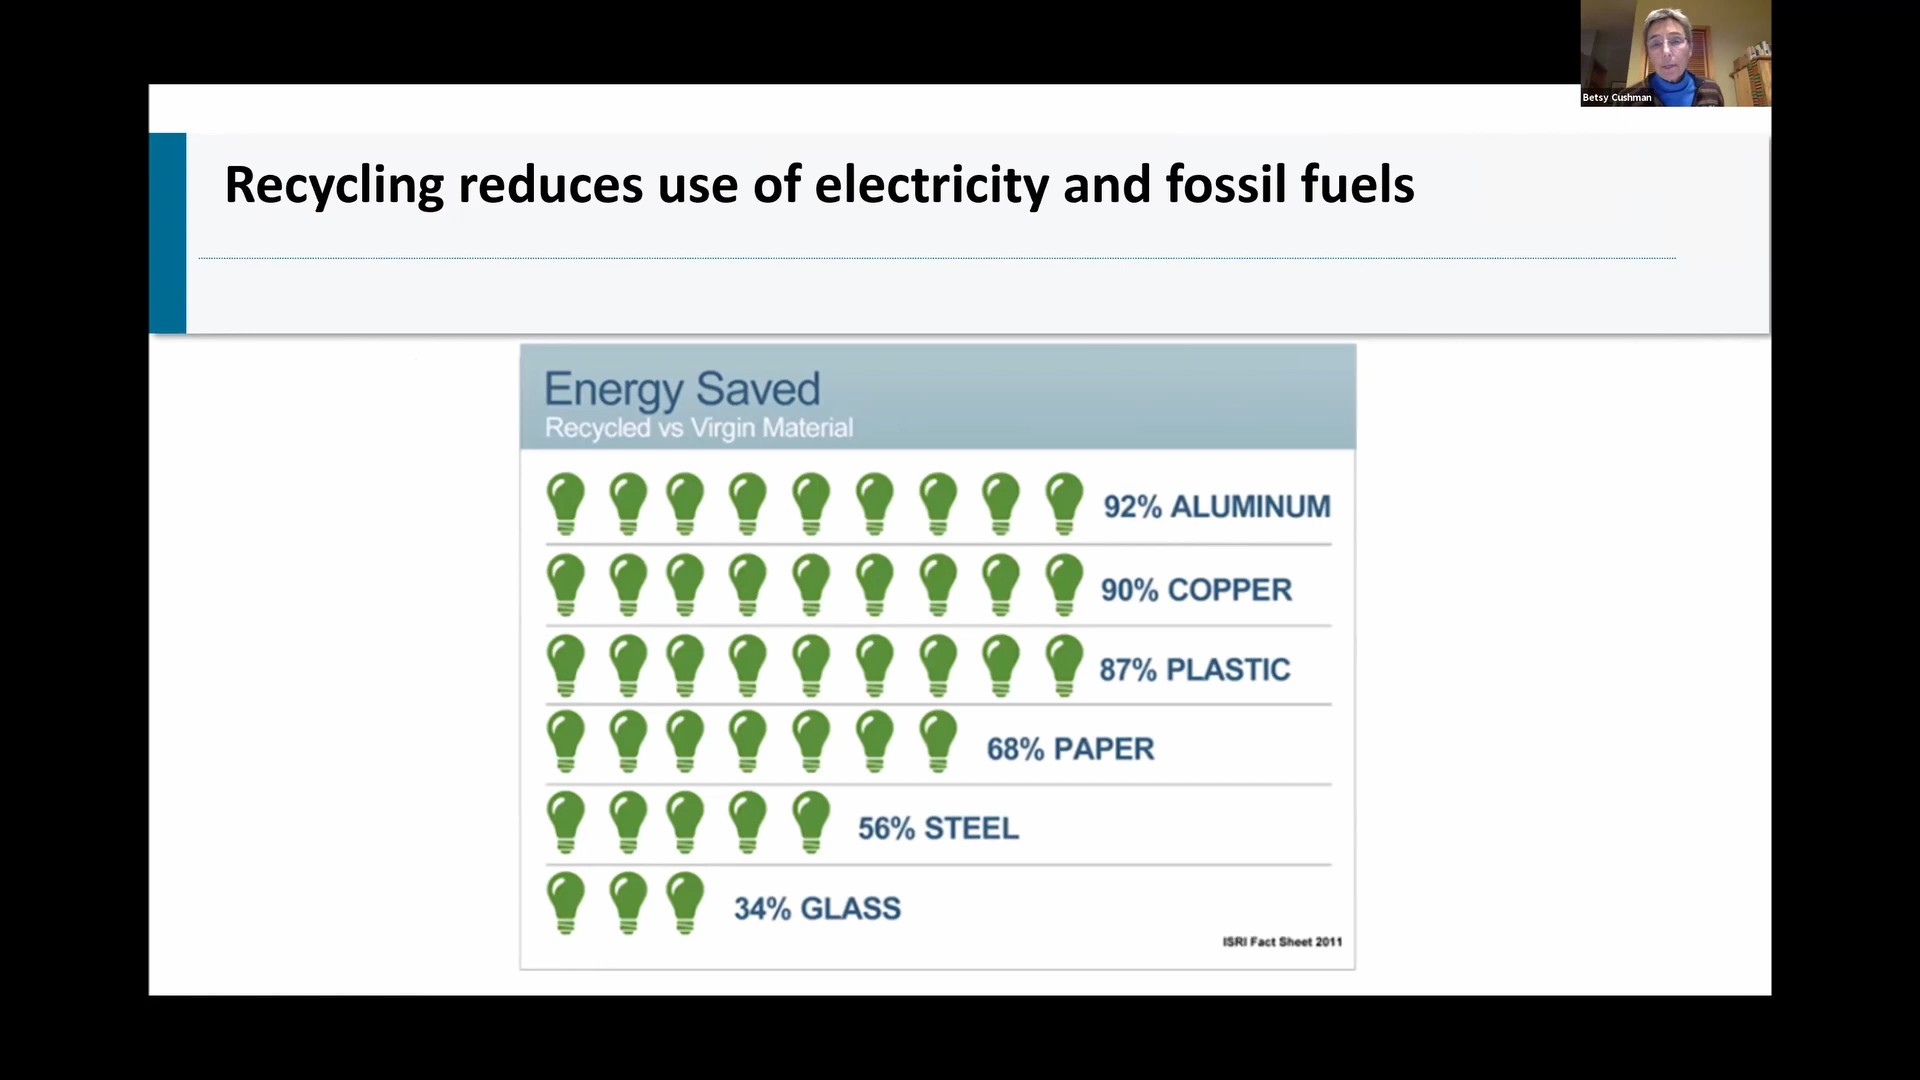 Betsy Cushman
Recycling reduces use of electricity and fossil fuels
Energy Saved
Recycled vs Virgin Material
92% ALUMINUM
90% COPPER
87% PLASTIC
68% PAPER
56% STEEL
34% GLASS
ISRI Fact Sheet 2011